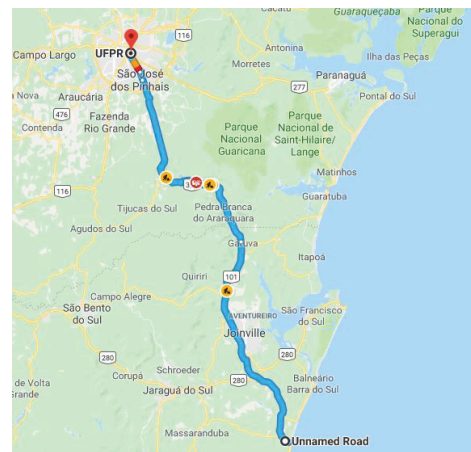 Cacatu
Guaraqueçaba
Parque
Nacional do
Superagui
116
Campo Largo
UFPR
Antonina
Ilha das Peças
São José
dos Pinhais
Morretes
Paranaguá
277
a Nova
Araucária
Pontal do Sul
476
Fazenda
Rio Grande
Contenda
Parque
Nacional
Guaricana
Parque
Nacional de
Saint-Hilaire/
Lange
Matinhos
116
Tijucas do Sul
Pedra Branca
do Araraquara
Guaratuba
Agudos do Sul
Garuva
Itapoá
Quiriri
101
Campo Alegre
São Bento
do Sul
AVENTUREIRO
São Francisco
do Sul
Joinville
280
280
de Volta
Grande
Corupá
Schroeder
280
Balneário
Barra do Sul
Jaraguá do Sul
Massaranduba
Unnamed Road